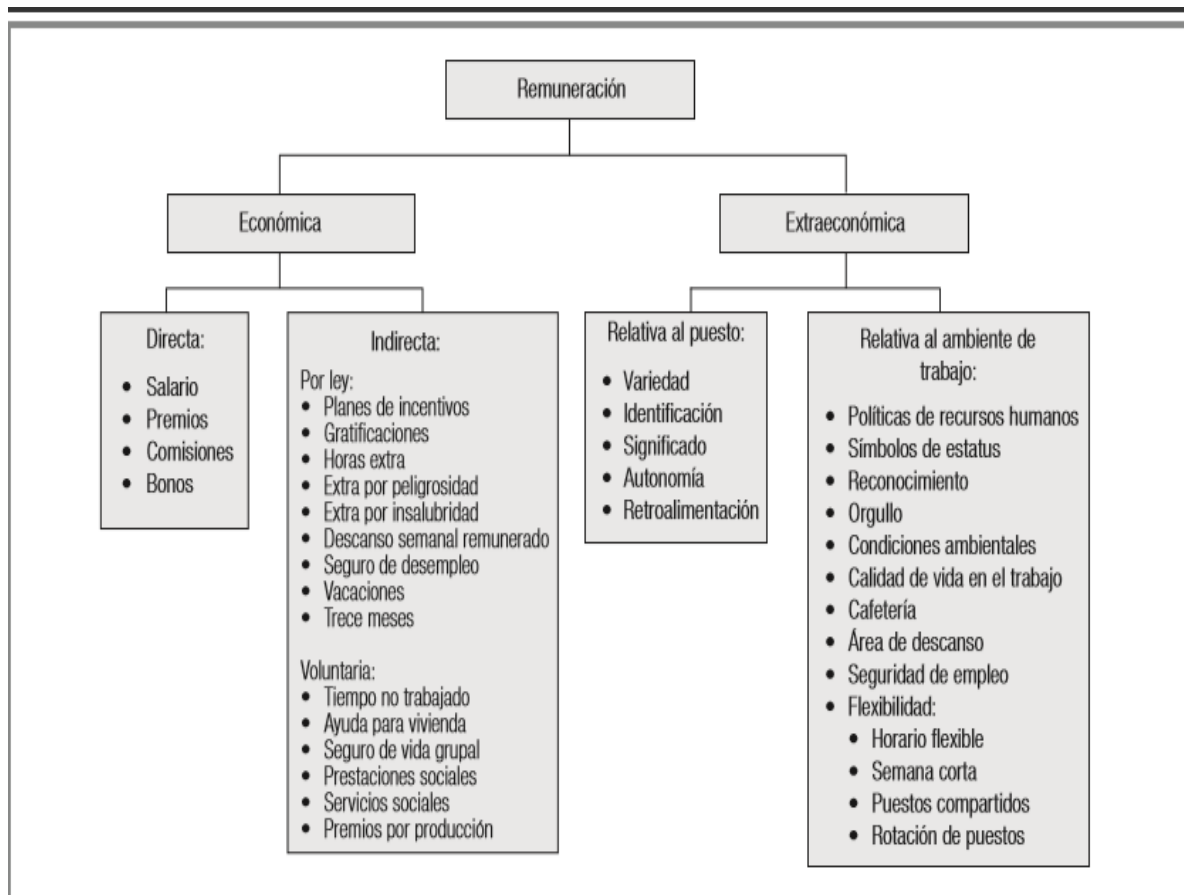 Remuneración
Económica
Extraeconómica
Directa:
• Salario
• Premios
• Comisiones
• Bonos
Indirecta:
Por ley:
• Planes de incentivos
• Gratificaciones
• Horas extra
• Extra por peligrosidad
• Extra por insalubridad
• Descanso semanal remunerado
• Seguro de desempleo
• Vacaciones
• Trece meses
Voluntaria:
• Tiempo no trabajado
• Ayuda para vivienda
• Seguro de vida grupal
• Prestaciones sociales
• Servicios sociales
• Premios por producción
Relativa al puesto:
• Variedad
• Identificación
• Significado
• Autonomía
• Retroalimentación
Relativa al ambiente de
trabajo:
• Políticas de recursos humanos
• Símbolos de estatus
• Reconocimiento
• Orgullo
• Condiciones ambientales
• Calidad de vida en el trabajo
• Cafetería
• Área de descanso
• Seguridad de empleo
• Flexibilidad:
• Horario flexible
• Semana corta
• Puestos compartidos
• Rotación de puestos